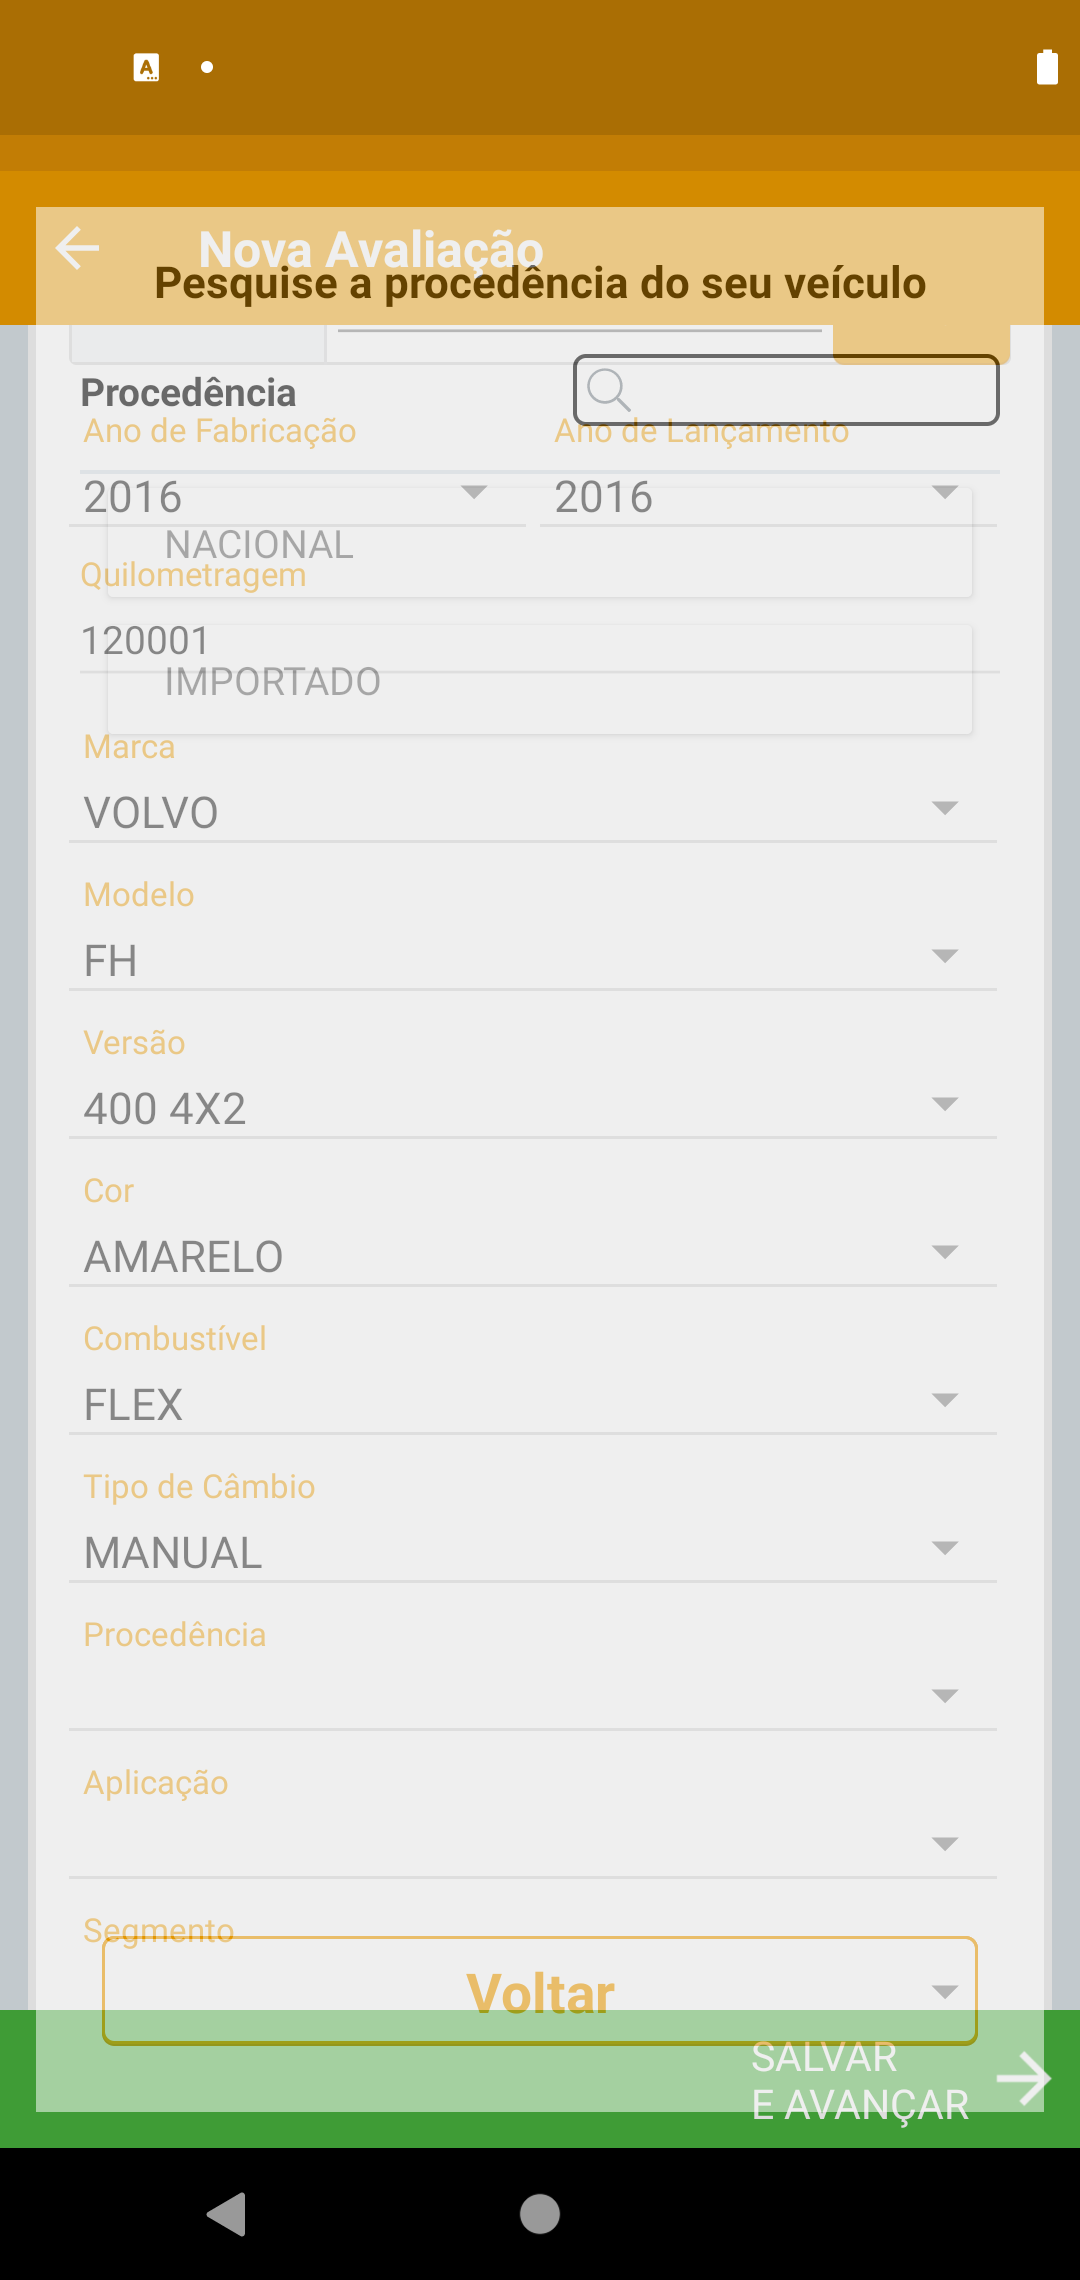 Nova Avaliação
Pesquise a procedência do seu veículo
Procedência
Ano de Fabricação Ano de Lançamento
2016 2016
NACIONAL
Quilometragem
120001
IMPORTADO
Marca
VOLVO
Modelo
FH
Versão
400 4X2
Cor
AMARELO
Combustível
FLEX
Tipo de Câmbio
MANUAL
Procedência
Aplicação
Segmento
Voltar
SALVAR
E AVANÇAR